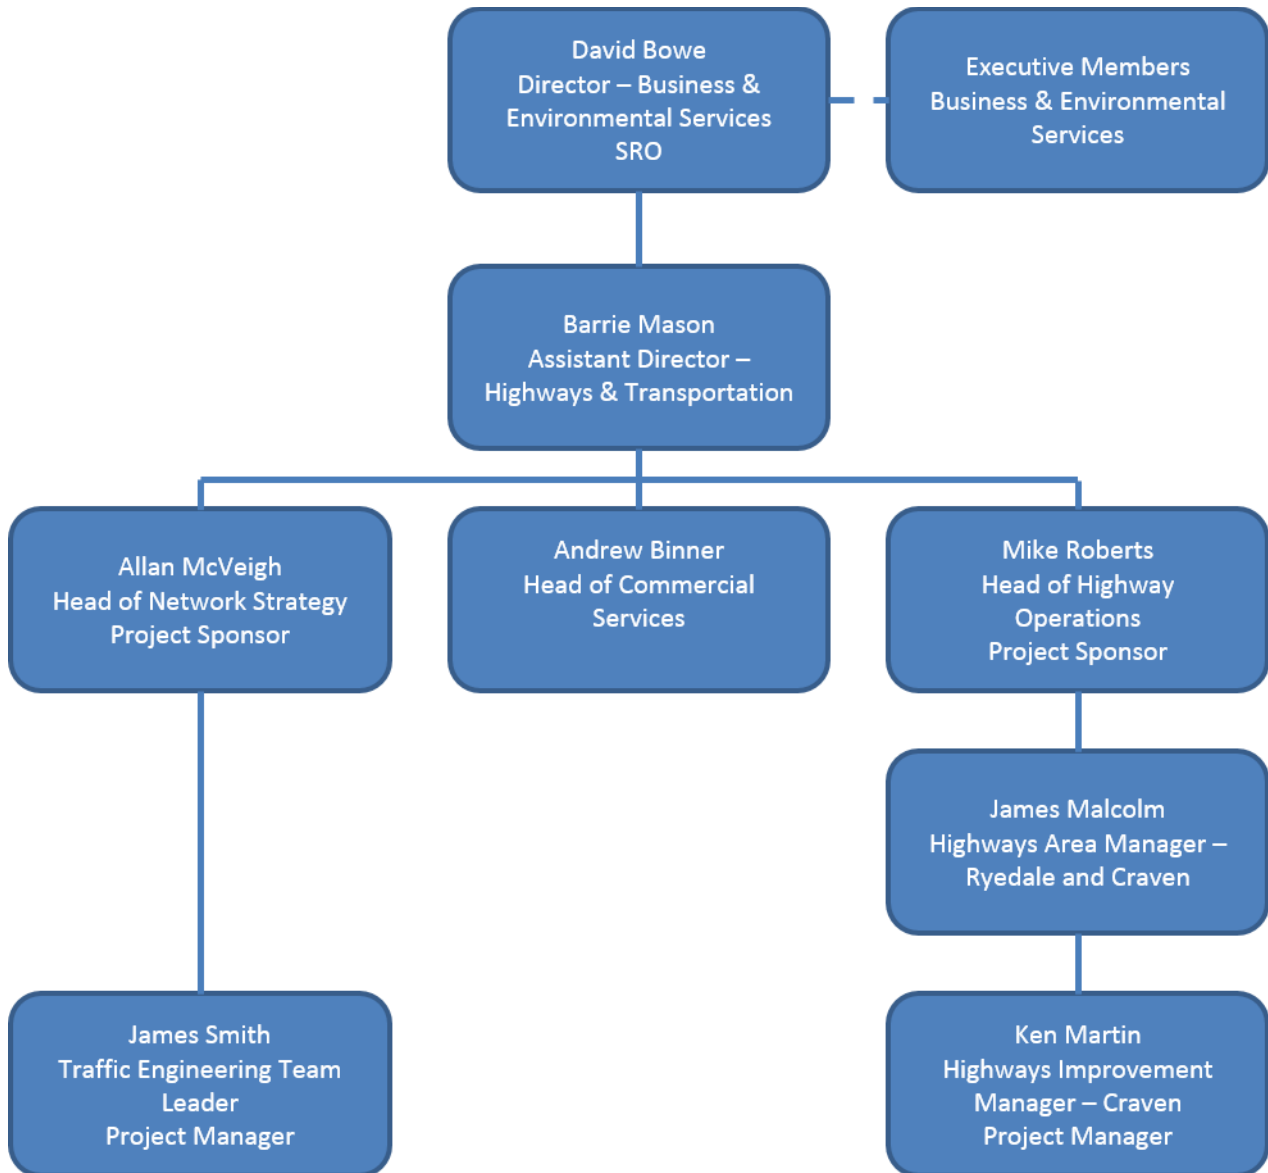 David Bowe
Director – Business &
Environmental Services
SRO
Executive Members
Business & Environmental
Services
Barrie Mason
Assistant Director –
Highways & Transportation
Allan McVeigh
Head of Network Strategy
Project Sponsor
Andrew Binner
Head of Commercial
Services
Mike Roberts
Head of Highway
Operations
Project Sponsor
James Malcolm
Highways Area Manager –
Ryedale and Craven
James Smith
Traffic Engineering Team
Leader
Project Manager
Ken Martin
Highways Improvement
Manager – Craven
Project Manager